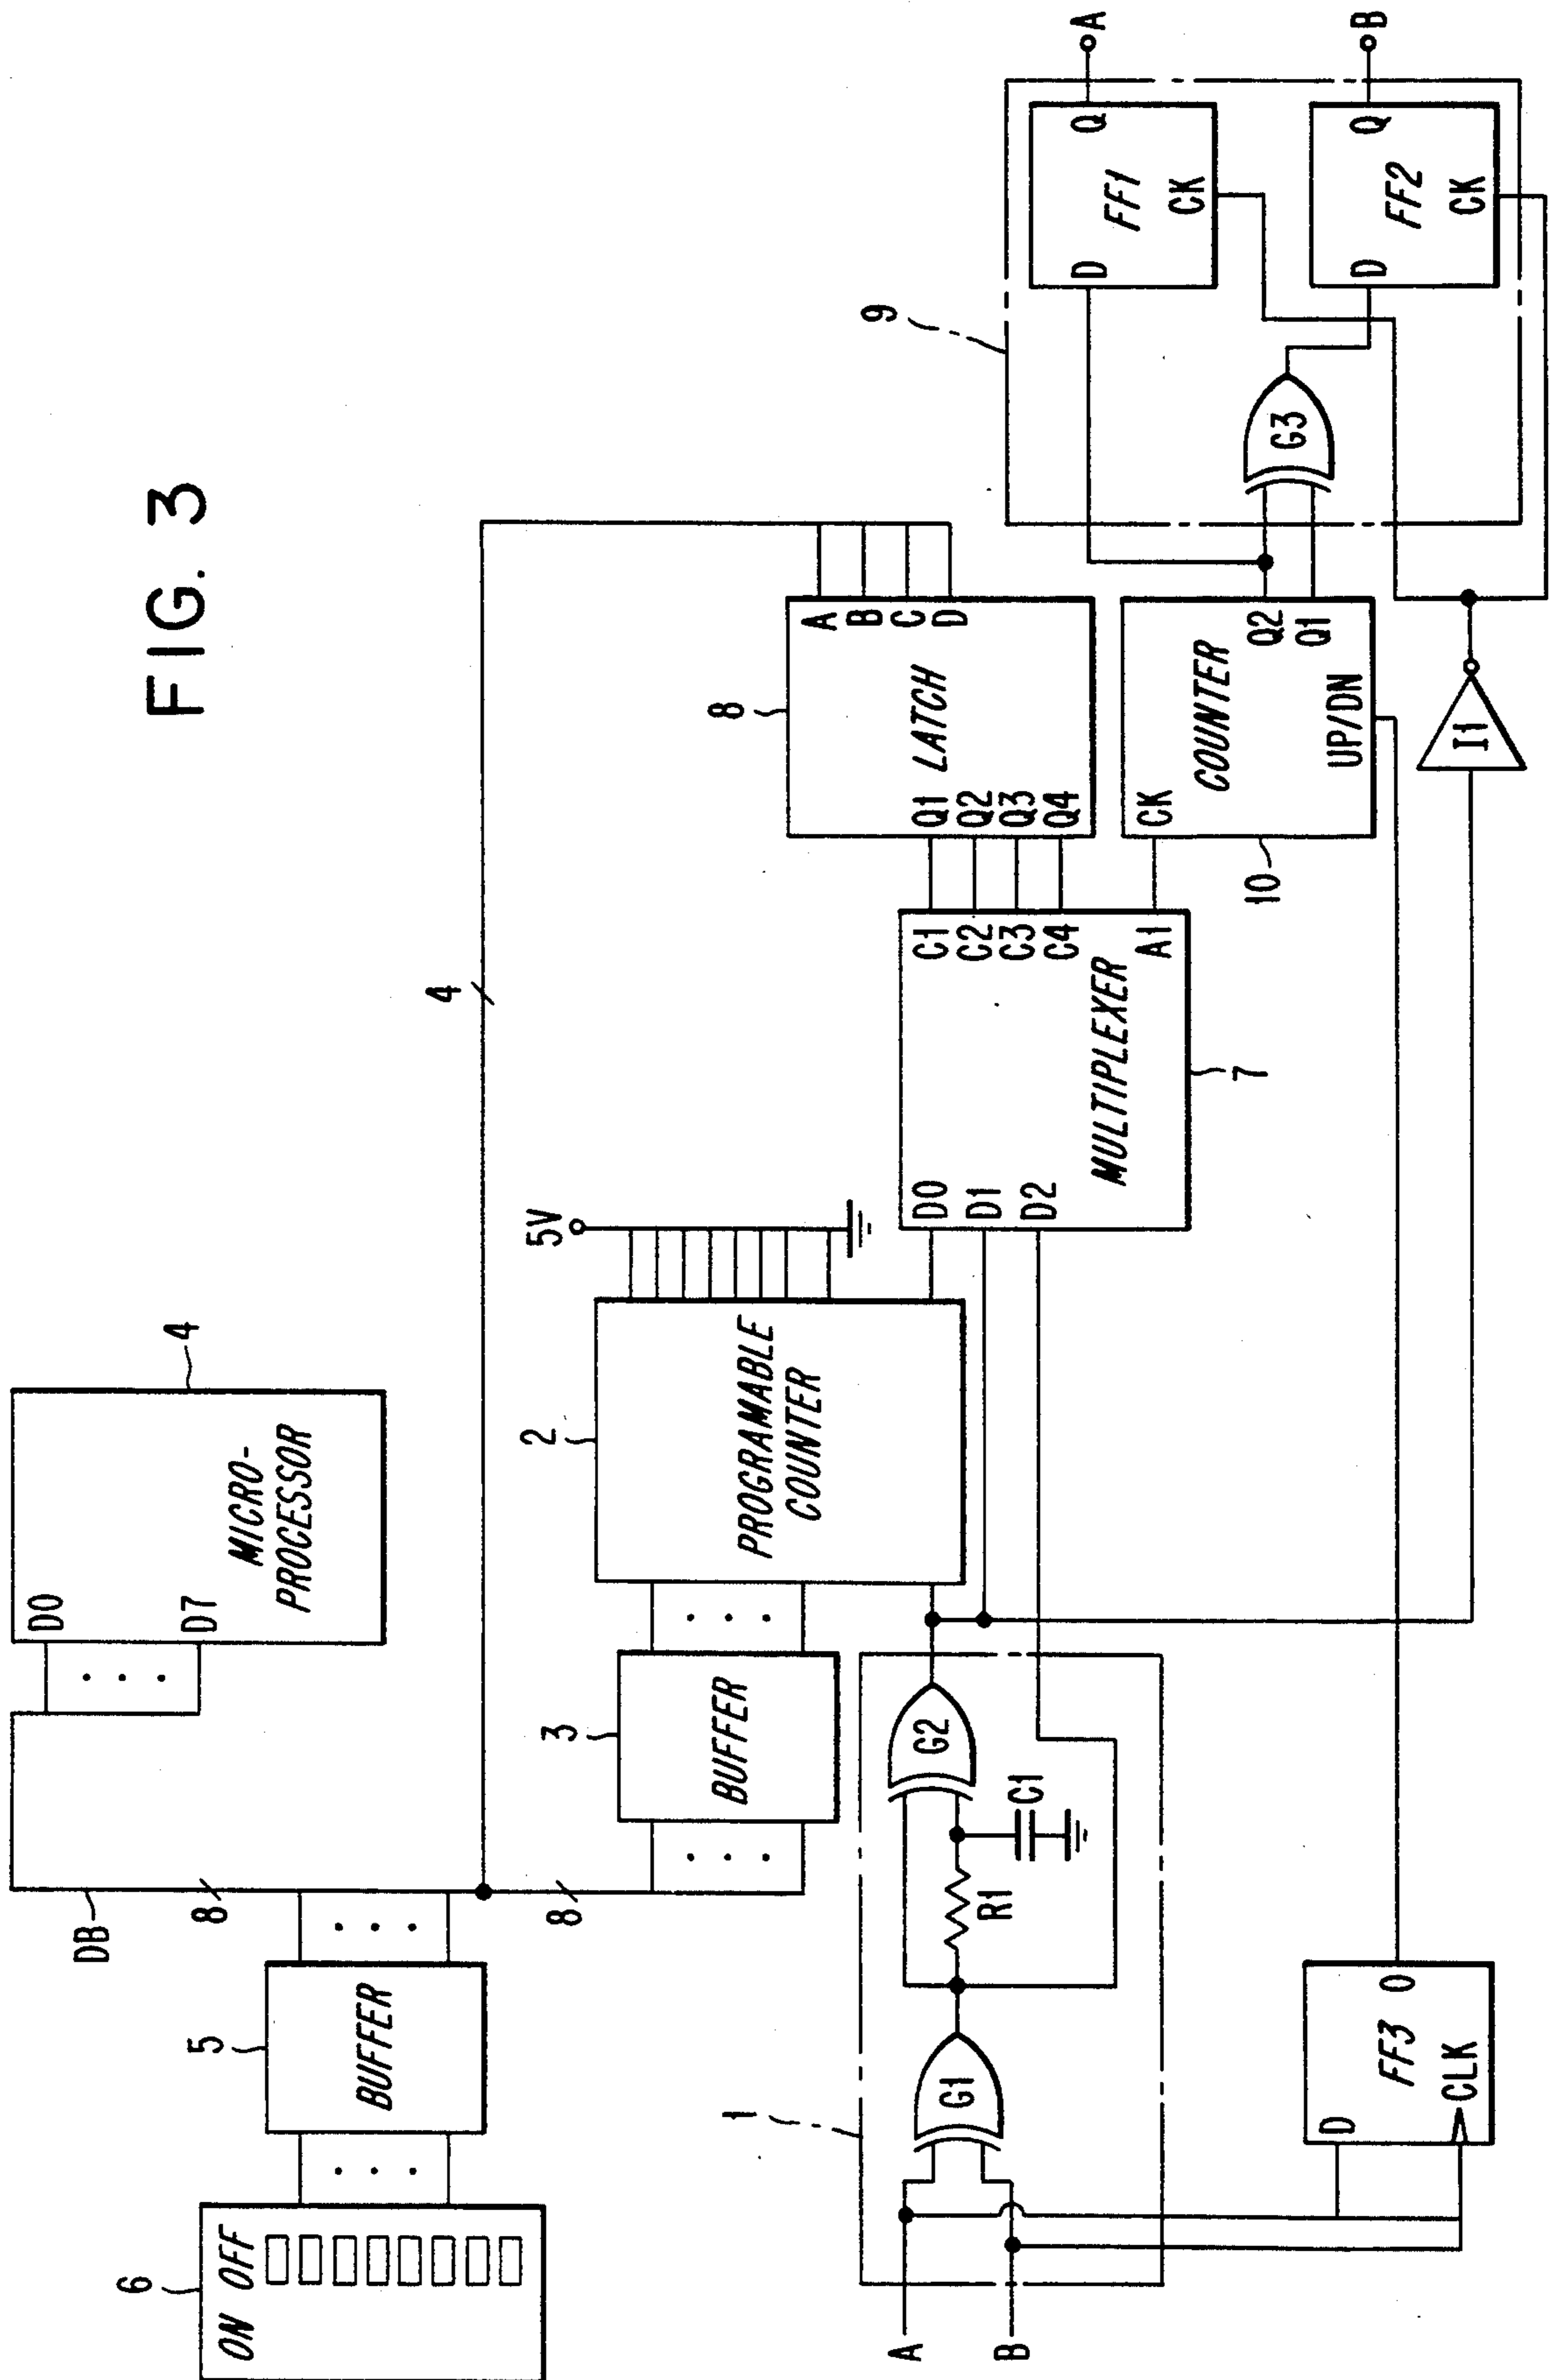 FIG. 3
6
ON OFF
5
BUFFER
DB
8
8
D0
D7
MICRO-
PROCESSOR
4
3
BUFFER
2
PROGRAMABLE
COUNTER
5V
4
1
A
B
G1
R1
C1
G2
D0
D1
D2
C1
C2
C3
C4
A1
MULTIPLEXER
7
8
Q1
Q2
Q3
Q4
LATCH
A
B
C
D
10
CK
COUNTER
Q2
Q1
UP/DN
D
FF3
O
CLK
I1
9
G3
D
FF1
Q
CK
A
D
FF2
Q
CK
B